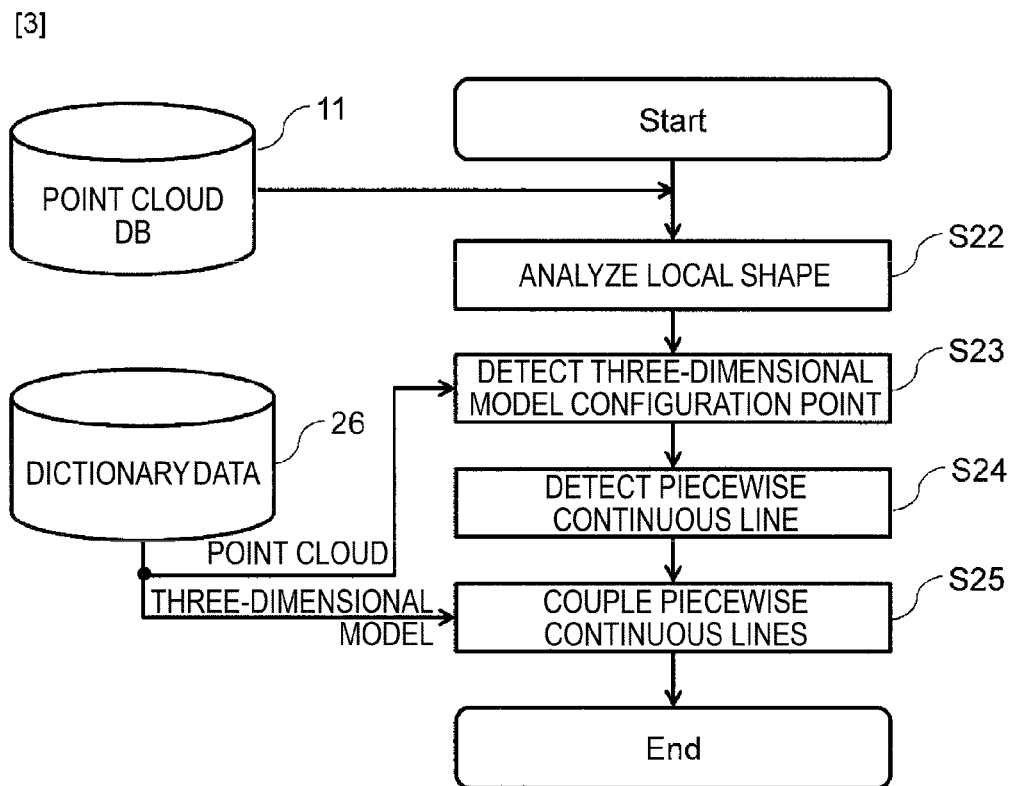 [3]
11
Start
POINT CLOUD
DB
S22
ANALYZE LOCAL SHAPE
S23
DETECT THREE-DIMENSIONAL
MODEL CONFIGURATION POINT
26
DICTIONARY DATA
S24
DETECT PIECEWISE
CONTINUOUS LINE
POINT CLOUD
S25
THREE-DIMENSIONAL
MODEL
COUPLE PIECEWISE
CONTINUOUS LINES
End